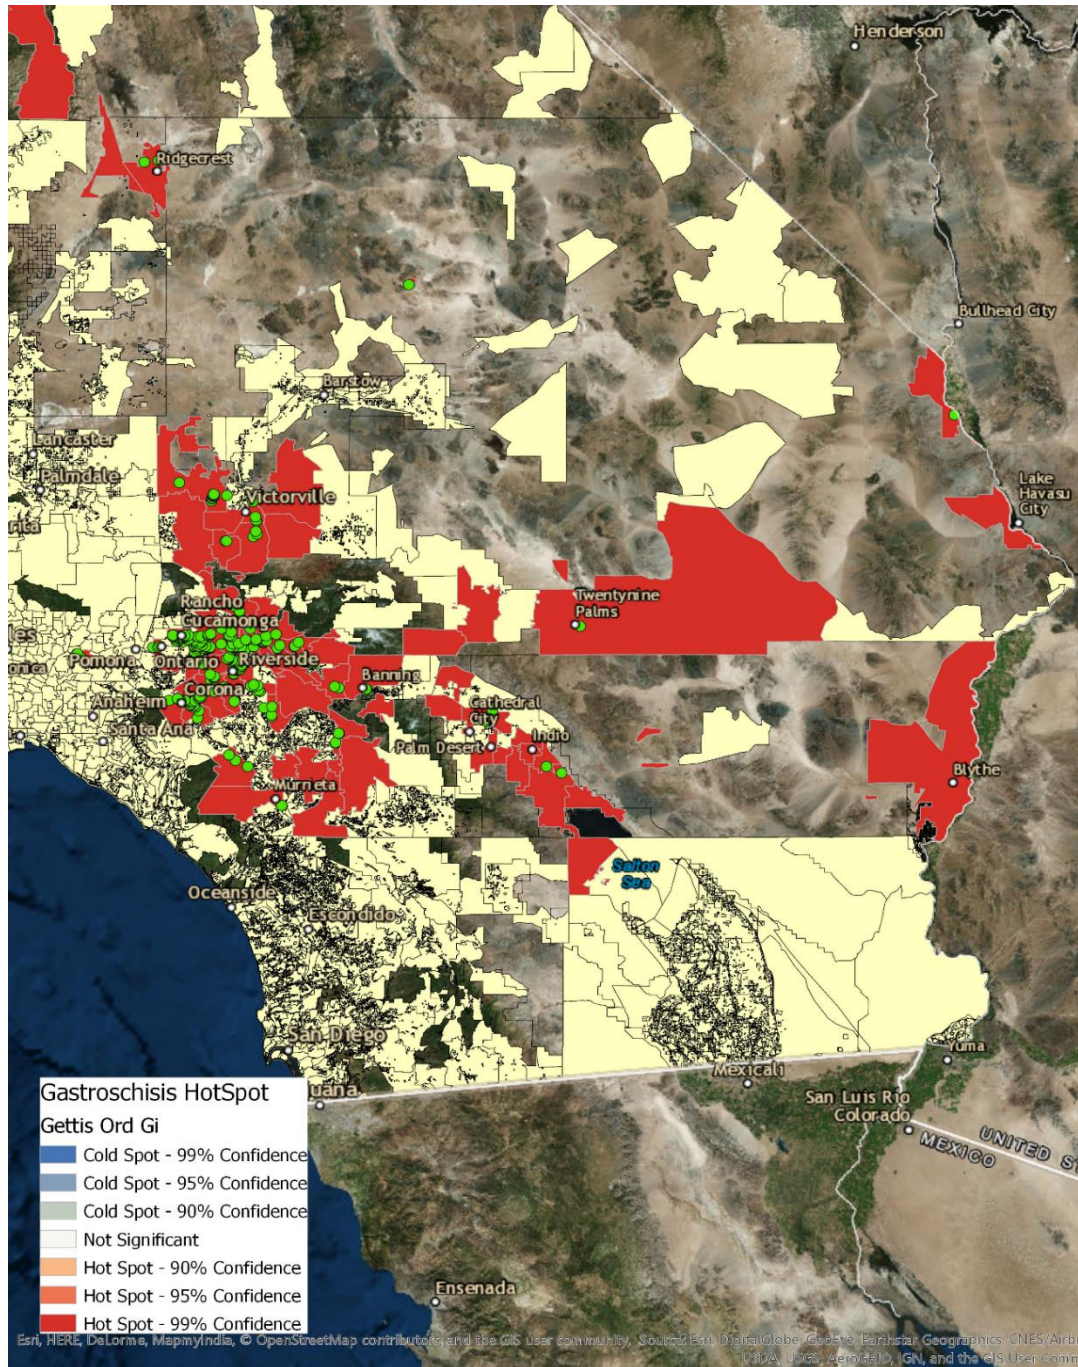 Henderson
Ridgecrest
Bullhead City
Barstow
Lancaster
Palmdale
Lake
Havasu
City
Victorville
rita
Twentynine
Palms
Rancho
Cucamonga
les
Pomona
Ontario
Riverside
onica
Banning
Corona
Anaheim
Cathedral
City
Santa Ana
Palm Desert
Indio
Murrieta
Blythe
Salton
Sea
Oceanside
Escondido
San Diego
Yuma
Mexicali
uana
San Luis Rio
Colorado
UNITED S
MEXICO
Gastroschisis HotSpot
Gettis Ord Gi
Cold Spot - 99% Confidence
Cold Spot - 95% Confidence
Cold Spot - 90% Confidence
Not Significant
Hot Spot - 90% Confidence
Hot Spot - 95% Confidence
Hot Spot - 99% Confidence
Ensenada
Esri, HERE, DeLorme, MapmyIndia, © OpenStreetMap contributors, and the GIS user community, Source: Esri, DigitalGlobe, GeoEye, Earthstar Geographics, CNES/Airb
USDA, USGS, AeroGRID, IGN, and the GIS User Comm